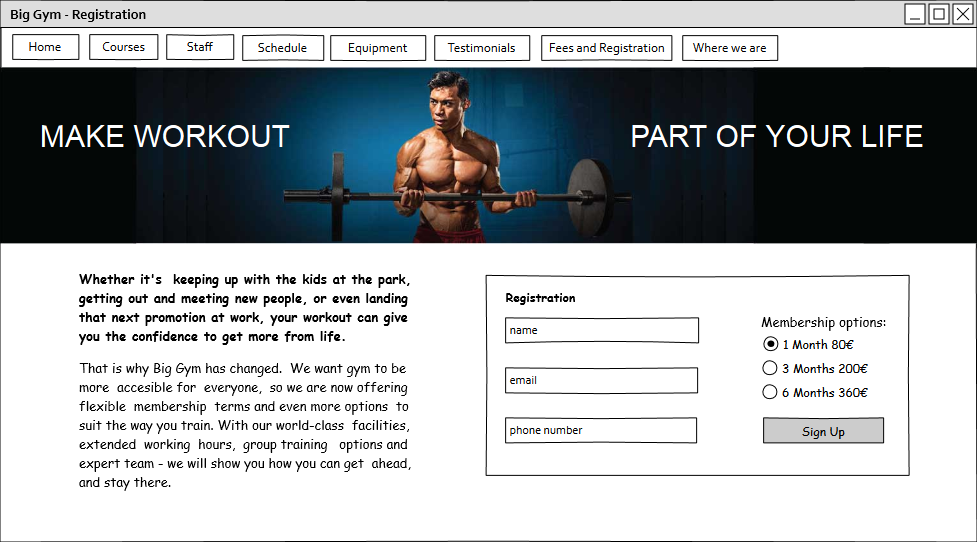 Big Gym - Registration
Home Courses Staff Schedule Equipment Testimonials Fees and Registration Where we are
MAKE WORKOUT PART OF YOUR LIFE
Whether it's keeping up with the kids at the park,
getting out and meeting new people, or even landing
that next promotion at work, your workout can give
you the confidence to get more from life.
That is why Big Gym has changed. We want gym to be
more accesible for everyone, so we are now offering
flexible membership terms and even more options to
suit the way you train. With our world-class facilities,
extended working hours, group training options and
expert team - we will show you how you can get ahead,
and stay there.
Registration
name
email
phone number
Membership options:
1 Month 80€
3 Months 200€
6 Months 360€
Sign Up